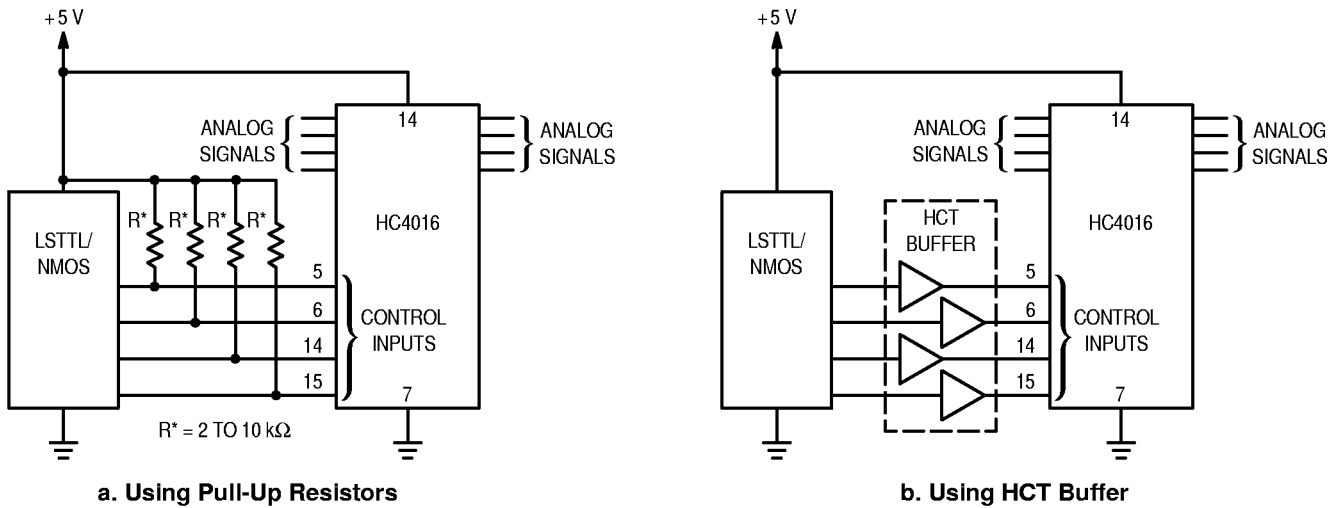 +5 V
14
ANALOG
SIGNALS
ANALOG
SIGNALS
R* R* R* R*
LSTTL/
NMOS
HC4016
5
6
14
15
CONTROL
INPUTS
7
R* = 2 TO 10 kΩ
a. Using Pull-Up Resistors
+5 V
14
ANALOG
SIGNALS
ANALOG
SIGNALS
LSTTL/
NMOS
HCT
BUFFER
HC4016
5
6
14
15
CONTROL
INPUTS
7
b. Using HCT Buffer